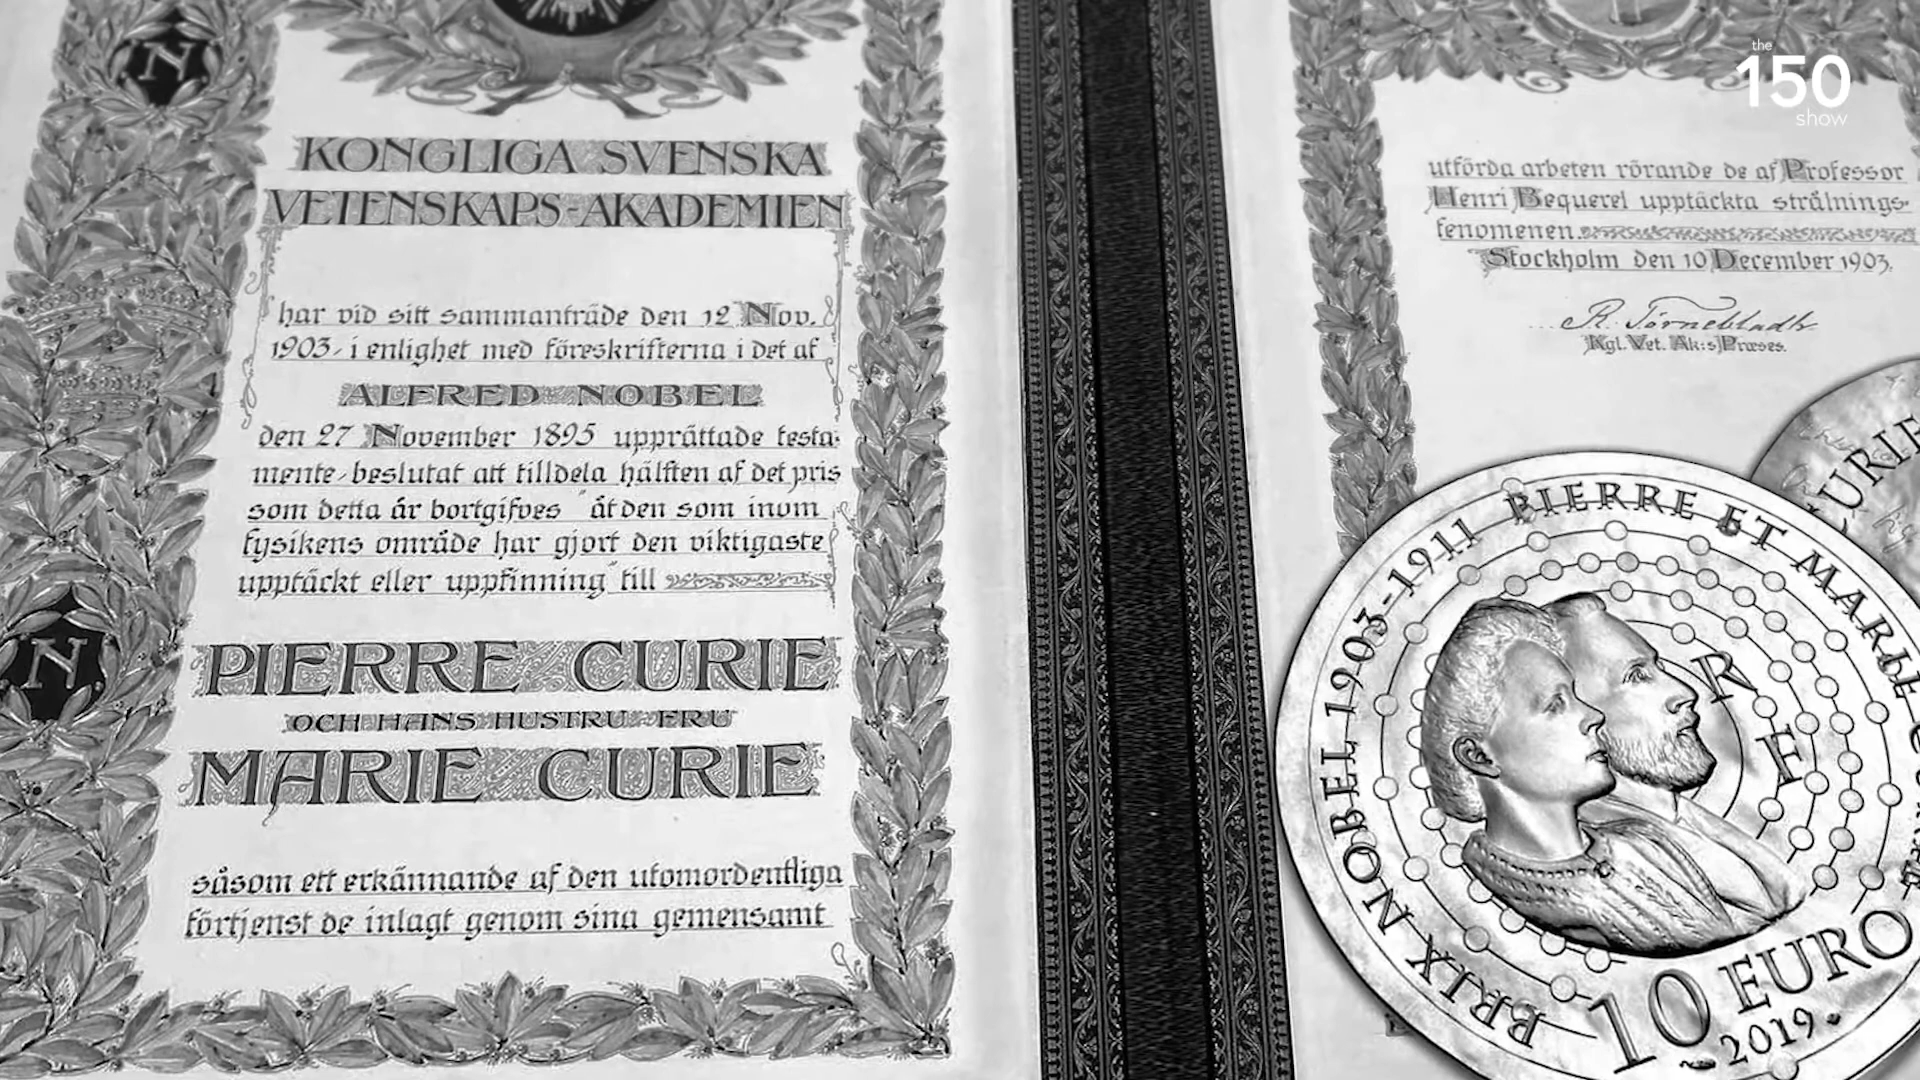 N
KONGLIGA SVENSKA
VETENSKAPS-AKADEMIEN
har vid sitt sammanträde den 12 Nov.
1903, i enlighet med föreskrifterna i det af
ALFRED NOBEL
den 27 November 1895 upprättade testa-
mente, beslutat att tilldela hälften af det pris
som detta år bortgifves "åt den som inom
fysikens område har gjort den viktigaste
upptäckt eller uppfinning" till
N.
PIERRE CURIE
OCH HANS HUSTRU FRU
MARIE CURIE
såsom ett erkännande af den utomordentliga
förtjenst de inlagt genom sina gemensamt
the
150
show
utförda arbeten rörande de af Professor
Henri Bequerel upptäckta strålnings-
fenomenen.
Stockholm den 10 December 1903.
R. Törnebladh
Kgl. Vet. Ak:s Præses.
URIE
PRIX NOBEL 1903-1911 PIERRE ET MARIE
R F
10 EURO
2019